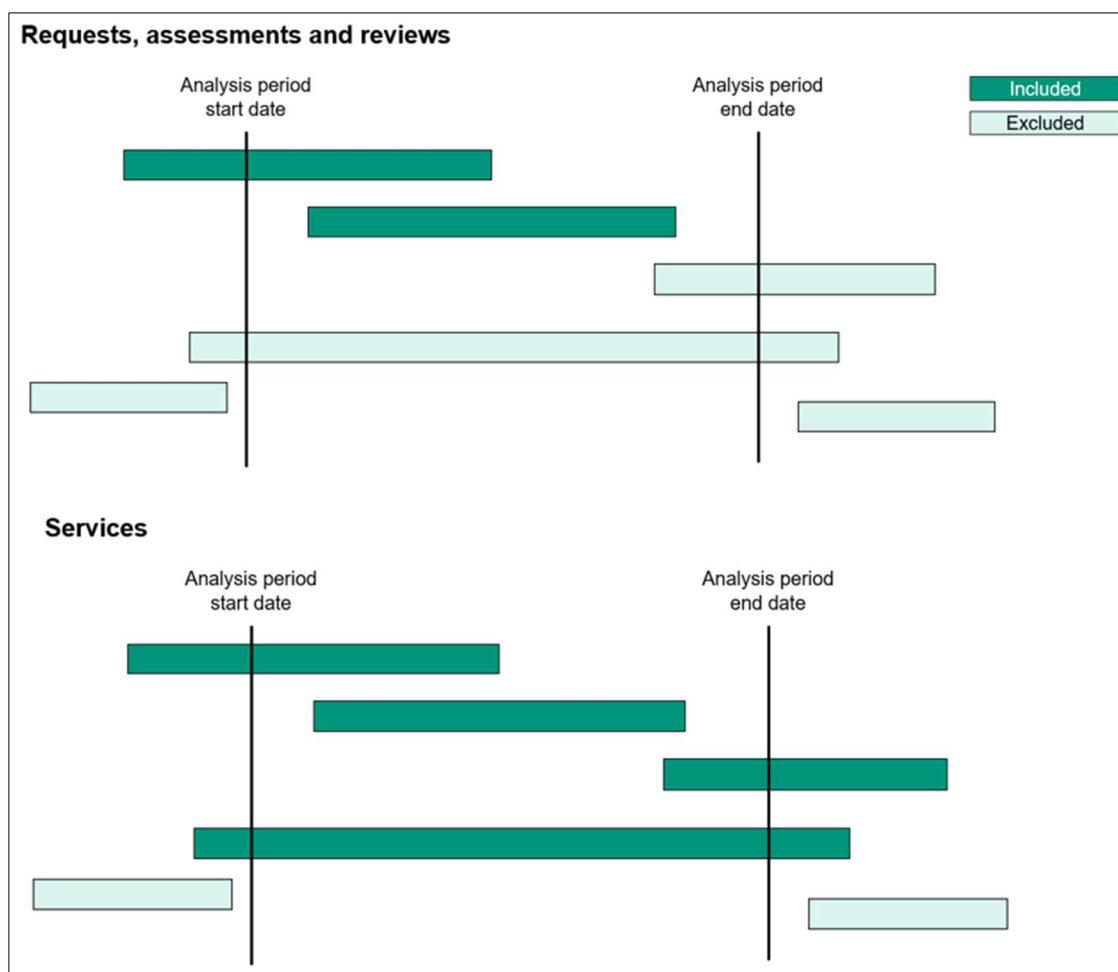 Requests, assessments and reviews
Analysis period
start date
Analysis period
end date
Included
Excluded
Services
Analysis period
start date
Analysis period
end date